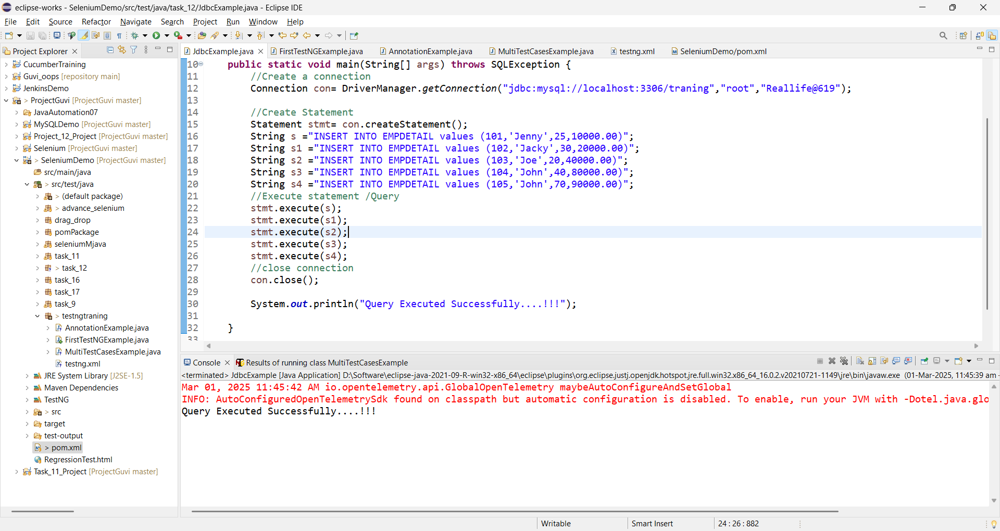 eclipse-works - SeleniumDemo/src/test/java/task_12/JdbcExample.java - Eclipse IDE
File Edit Source Refactor Navigate Search Project Run Window Help
Project Explorer
CucumberTraining
Guvi_oops [repository main]
JenkinsDemo
> ProjectGuvi [ProjectGuvi master]
JavaAutomation07
MySQLDemo [ProjectGuvi master]
Project_12_Project [ProjectGuvi master]
Selenium [ProjectGuvi master]
> SeleniumDemo [ProjectGuvi master]
src/main/java
> src/test/java
> (default package)
> advance_selenium
drag_drop
pomPackage
seleniumMjava
task_11
> task_12
task_16
task_17
task_9
> testngtraning
AnnotationExample.java
FirstTestNGExample.java
MultiTestCasesExample.java
testng.xml
JRE System Library [J2SE-1.5]
Maven Dependencies
TestNG
> src
target
test-output
> pom.xml
RegressionTest.html
Task_11_Project [ProjectGuvi master]
JdbcExample.java FirstTestNGExample.java AnnotationExample.java MultiTestCasesExample.java testng.xml SeleniumDemo/pom.xml
10 public static void main(String[] args) throws SQLException {
11 //Create a connection
12 Connection con= DriverManager.getConnection("jdbc:mysql://localhost:3306/traning","root","Reallife@619");
13
14 //Create Statement
15 Statement stmt= con.createStatement();
16 String s ="INSERT INTO EMPDETAIL values (101,'Jenny',25,10000.00)";
17 String s1 ="INSERT INTO EMPDETAIL values (102,'Jacky',30,20000.00)";
18 String s2 ="INSERT INTO EMPDETAIL values (103,'Joe',20,40000.00)";
19 String s3 ="INSERT INTO EMPDETAIL values (104,'John',40,80000.00)";
20 String s4 ="INSERT INTO EMPDETAIL values (105,'John',70,90000.00)";
21 //Execute statement /Query
22 stmt.execute(s);
23 stmt.execute(s1);
24 stmt.execute(s2);
25 stmt.execute(s3);
26 stmt.execute(s4);
27 //close connection
28 con.close();
29
30 System.out.println("Query Executed Successfully....!!!");
31
32 }
33
Console Results of running class MultiTestCasesExample
<terminated> JdbcExample [Java Application] D:\Software\eclipse-java-2021-09-R-win32-x86_64\eclipse\plugins\org.eclipse.justj.openjdk.hotspot.jre.full.win32.x86_64_16.0.2.v20210721-1149\jre\bin\javaw.exe (01-Mar-2025, 11:45:39 am -
Mar 01, 2025 11:45:42 AM io.opentelemetry.api.GlobalOpenTelemetry maybeAutoConfigureAndSetGlobal
INFO: AutoConfiguredOpenTelemetrySdk found on classpath but automatic configuration is disabled. To enable, run your JVM with -Dotel.java.glo
Query Executed Successfully....!!!
Writable Smart Insert 24 : 26 : 882